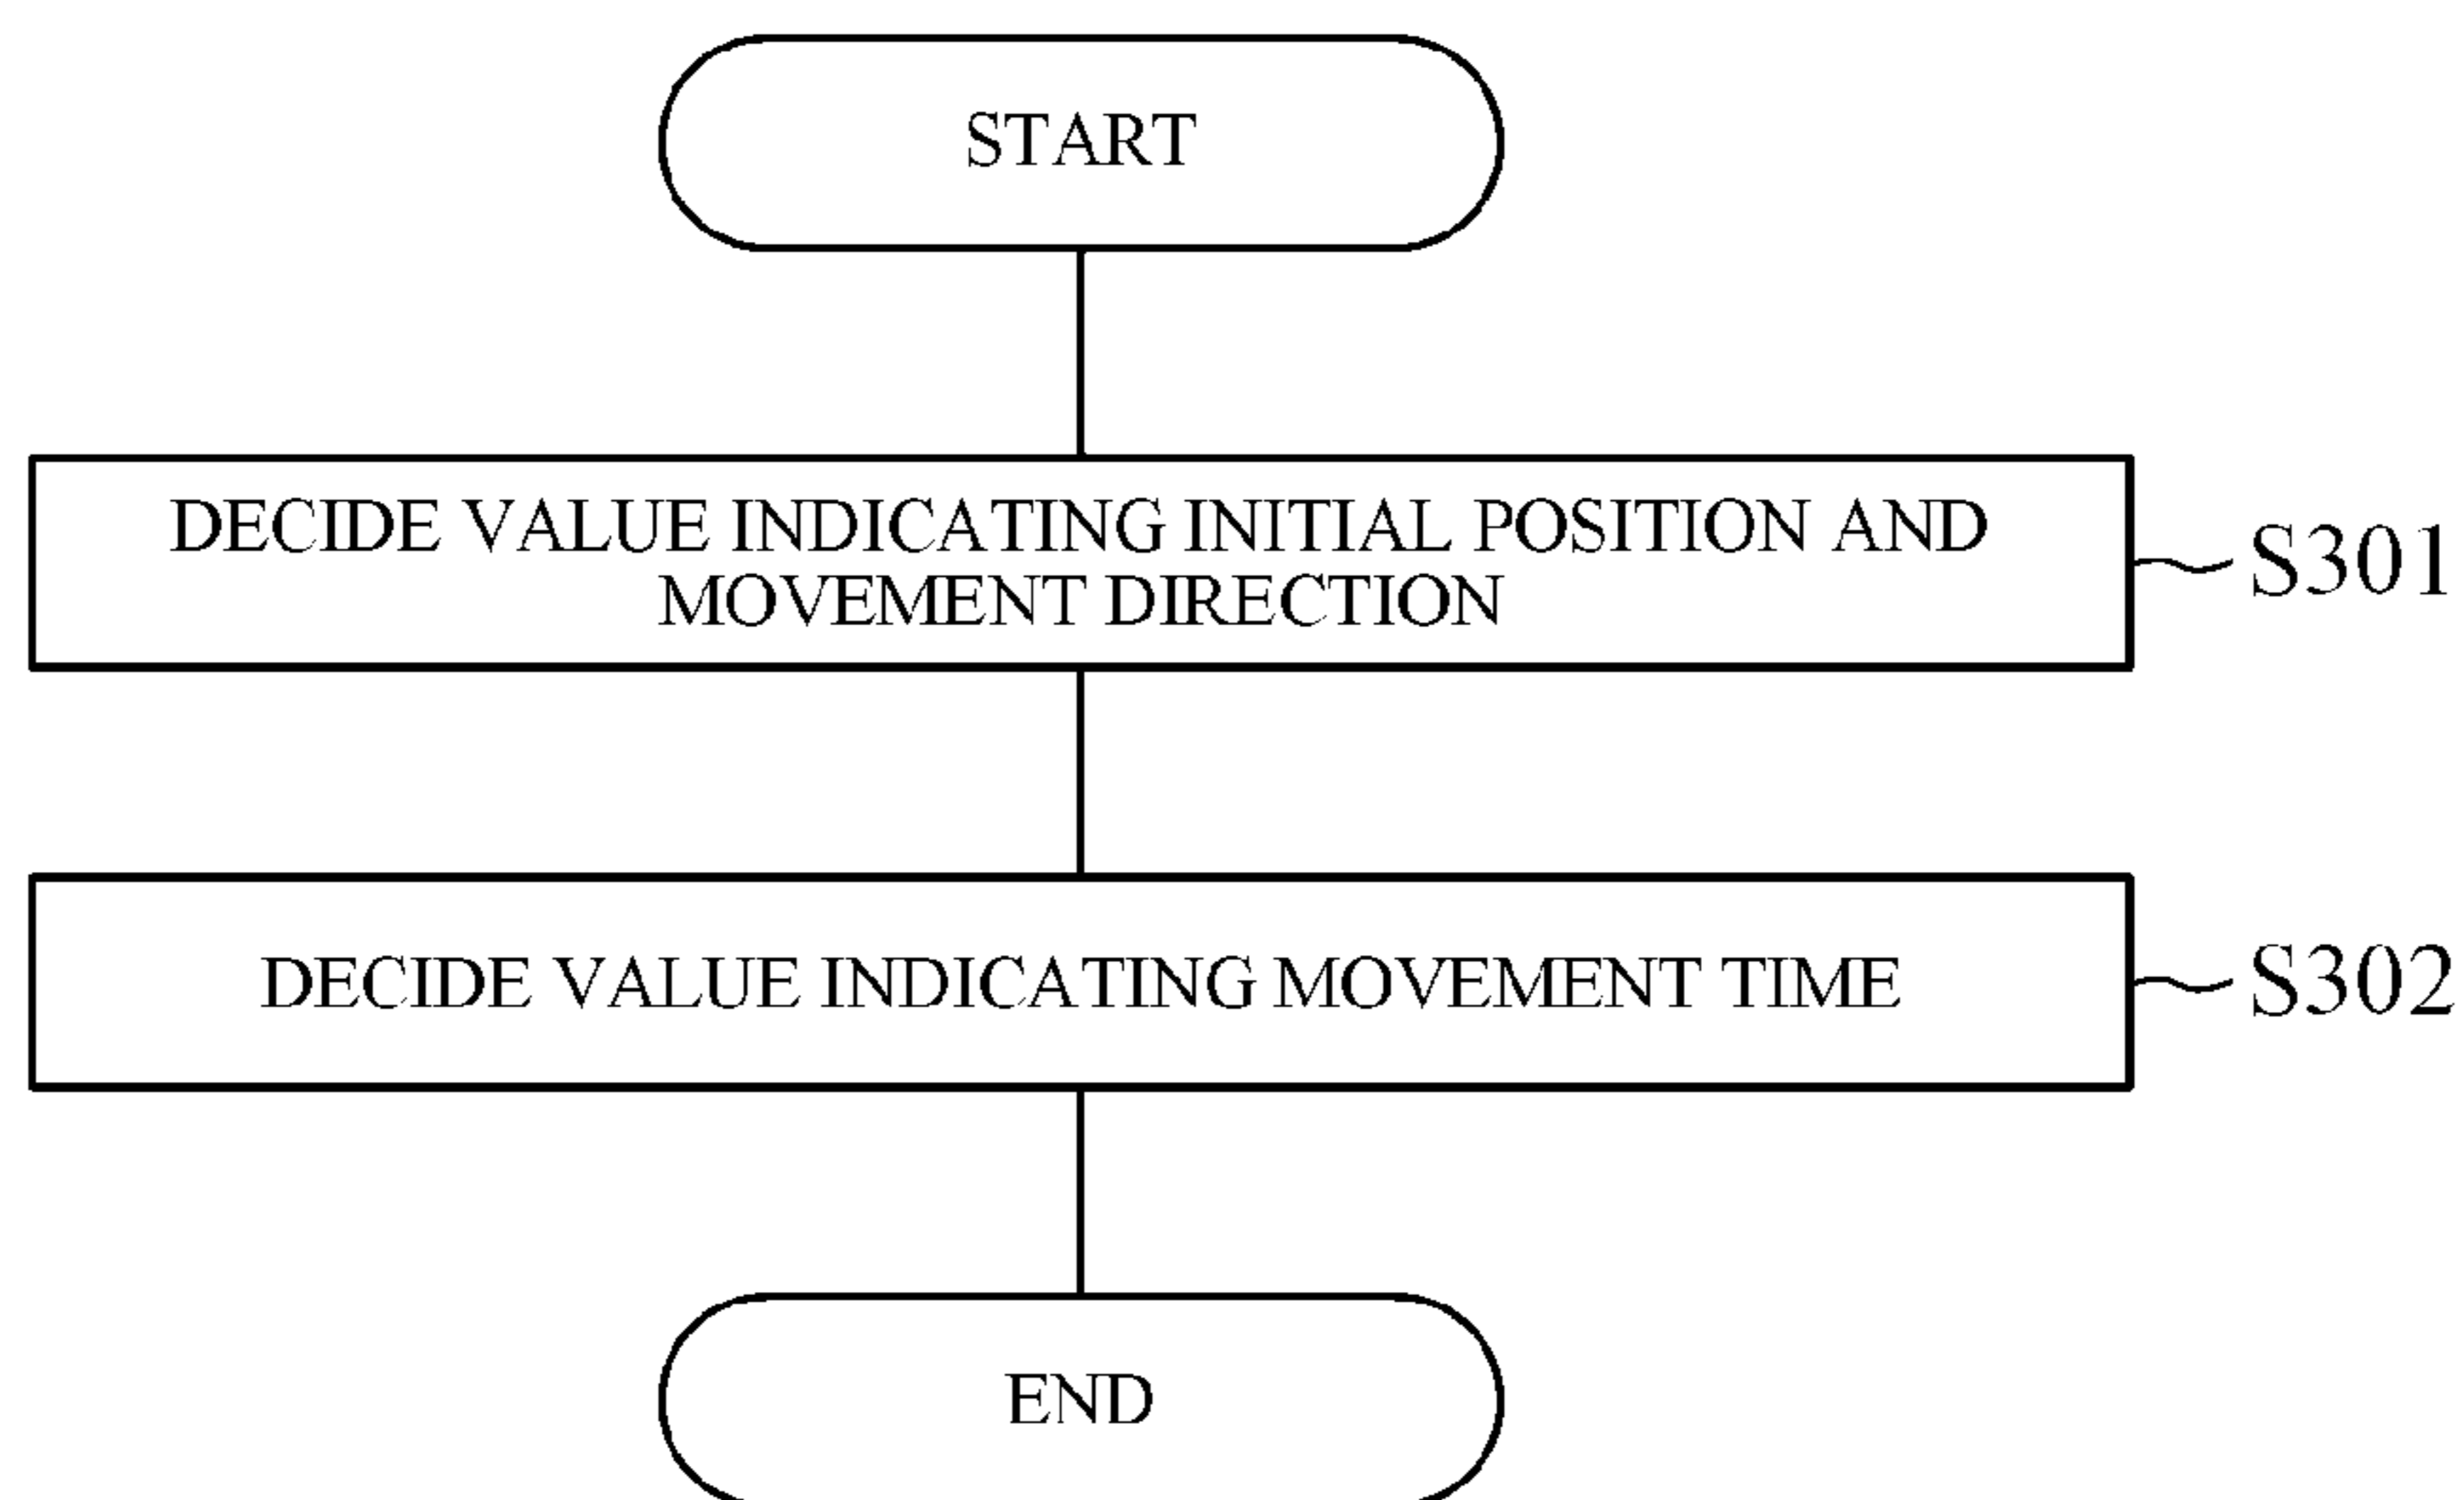 START
DECIDE VALUE INDICATING INITIAL POSITION AND
MOVEMENT DIRECTION
S301
DECIDE VALUE INDICATING MOVEMENT TIME
S302
END